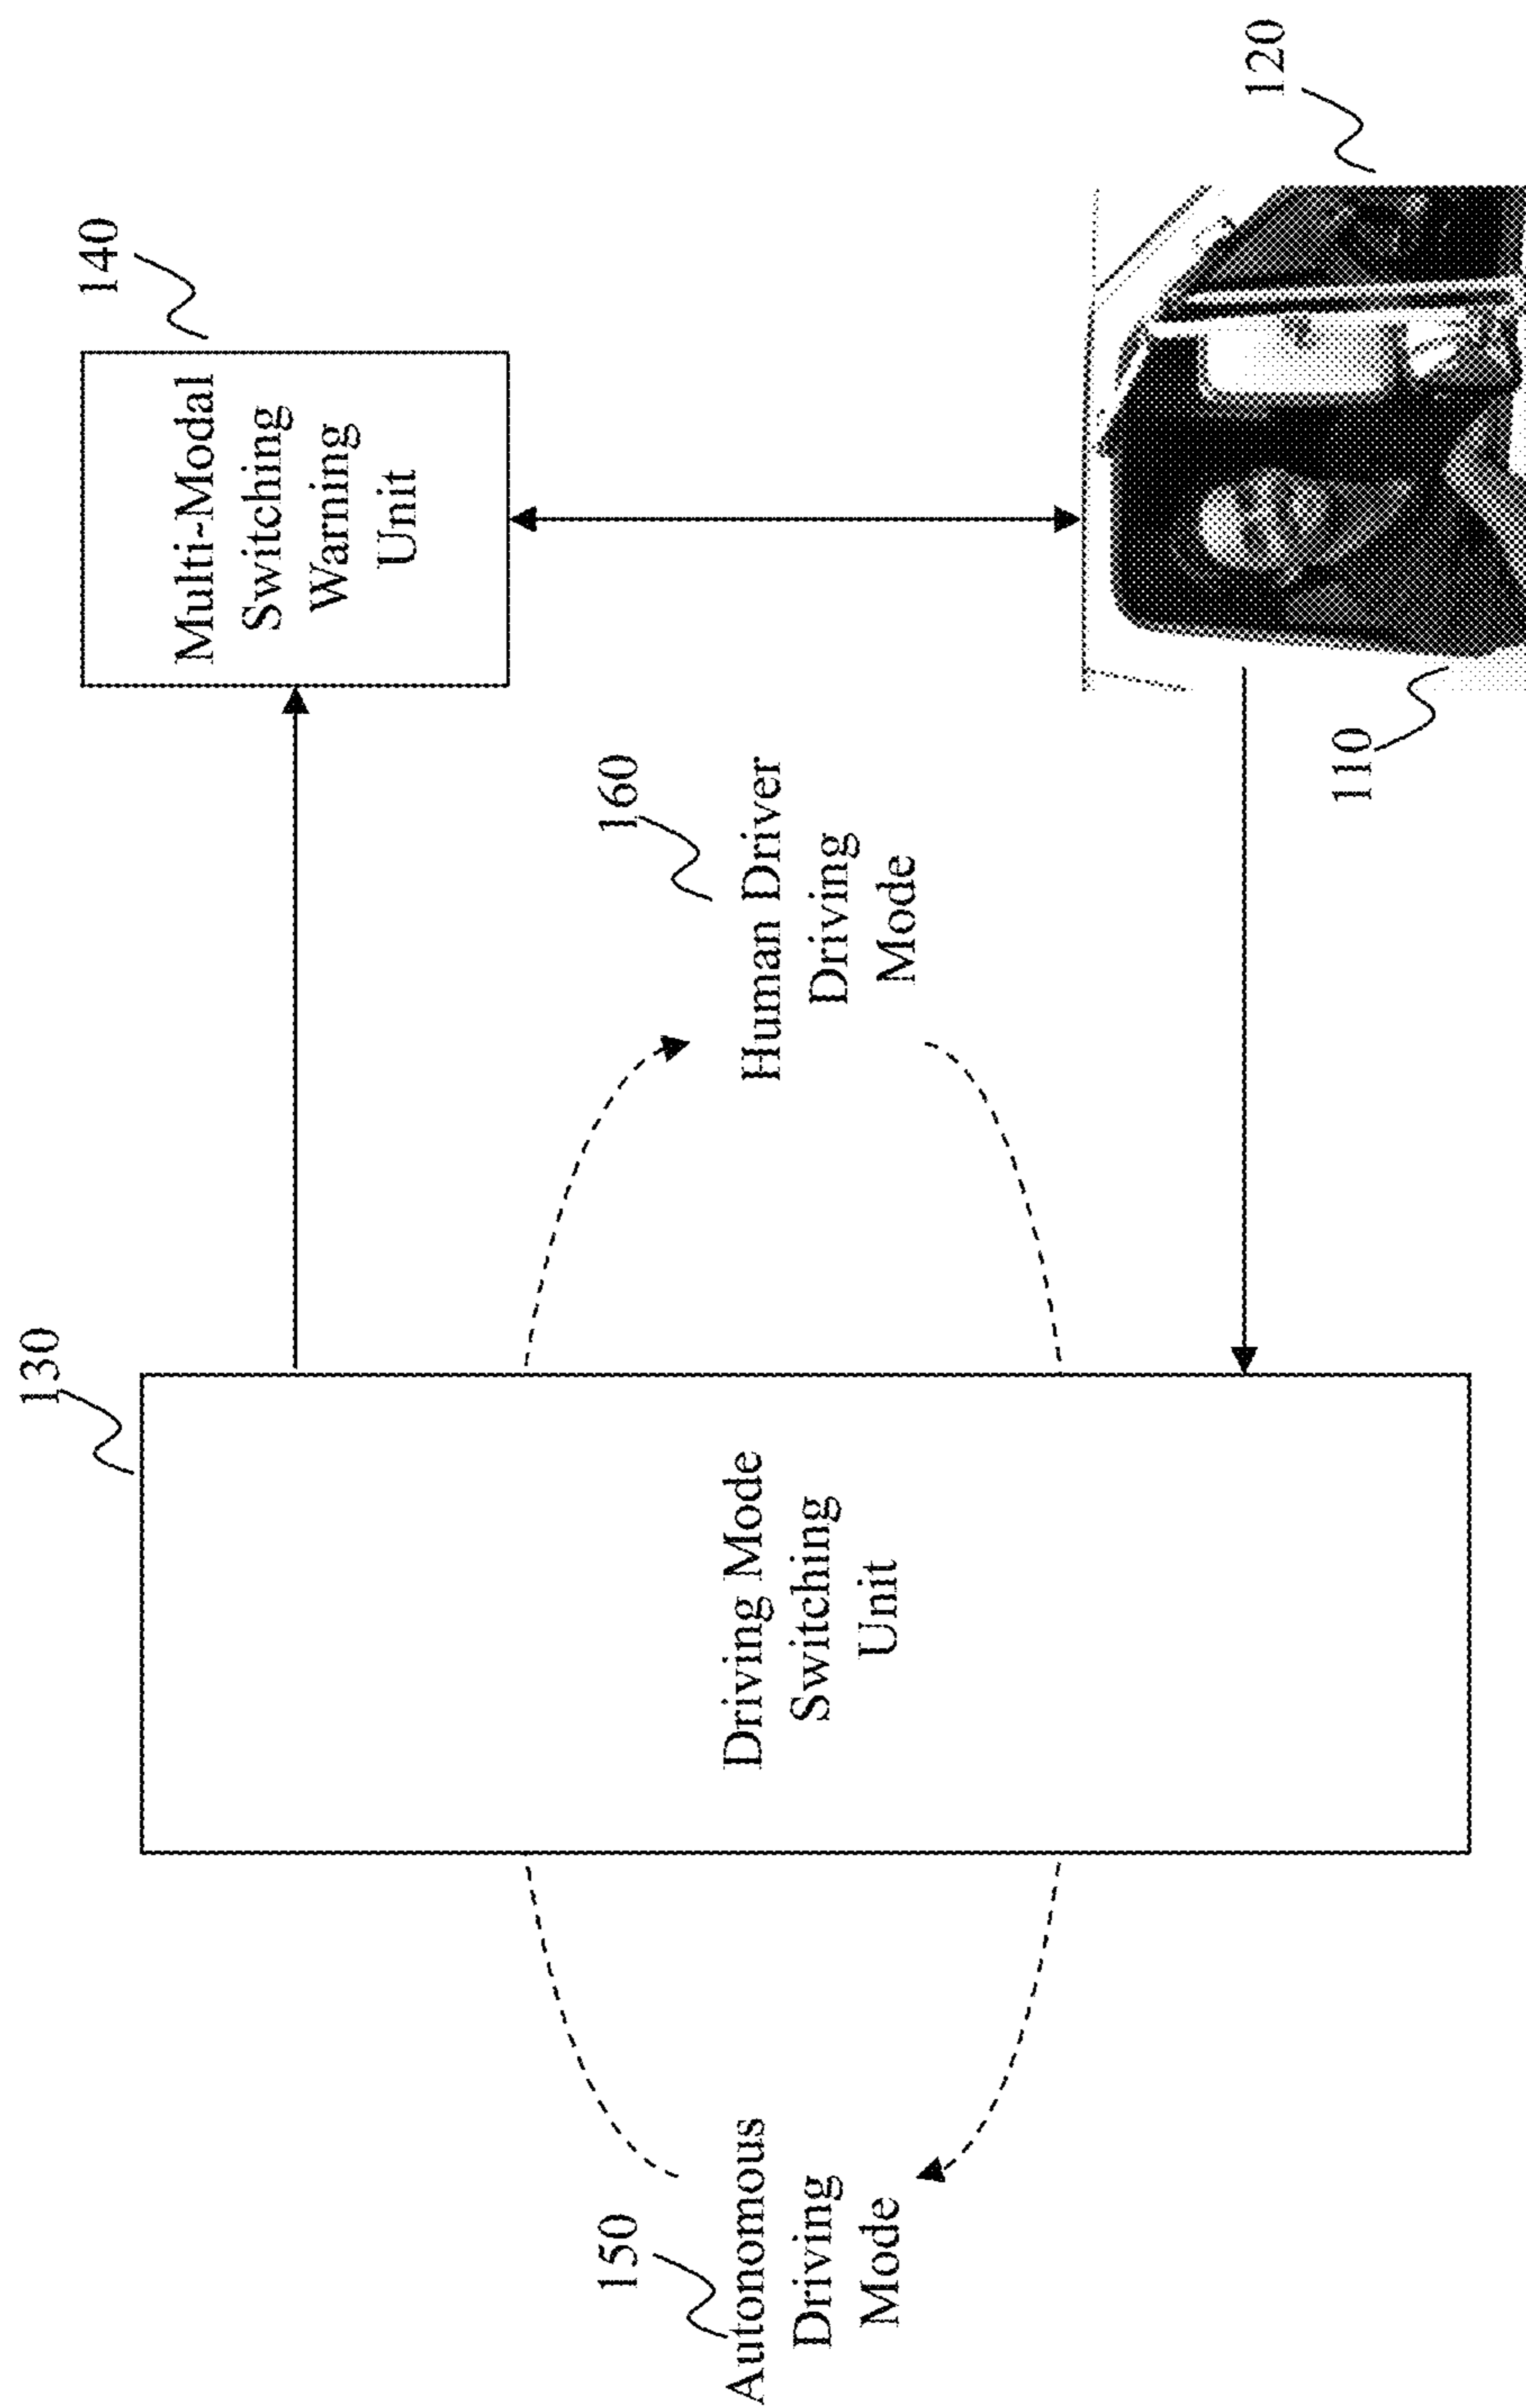 130
140
Multi-Modal
Switching
Warning
Unit
150
Autonomous
Driving
Mode
Driving Mode
Switching
Unit
160
Human Driver
Driving
Mode
110
120